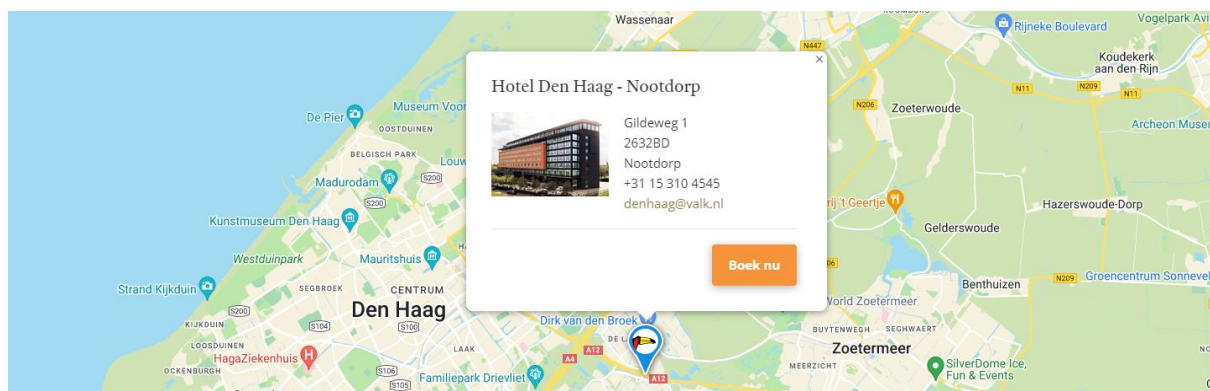 Wassenaar
Rijneke Boulevard
Vogelpark Avi
N447
Koudekerk
aan den Rijn
N11
N209
N11
Hotel Den Haag - Nootdorp
N206
Zoeterwoude
Museum Voor
De Pier
OOSTDUINEN
Gildeweg 1
2632BD
Nootdorp
+31 15 310 4545
denhaag@valk.nl
Archeon Muse
BELGISCH PARK
Louw
S200
Madurodam
S200
rij 't Geertje
Hazerswoude-Dorp
Kunstmuseum Den Haag
Gelderswoude
Westduinpark
Mauritshuis
Boek nu
06
N209
Groencentrum Sonnevel
Strand Kijkduin
SEGBROEK
CENTRUM
Benthuizen
Den Haag
World Zoetermeer
S200
KIJKDUIN
S104
S100
Dirk van den Broek
BUYTENWEGH
SEGHWAERT
LOOSDUINEN
LAAK
DE L
Zoetermeer
HagaZiekenhuis
A4
A12
OCKENBURGH
S106
S105
Familiepark Drievliet
A12
MEERZICHT
SilverDome Ice,
Fun & Events